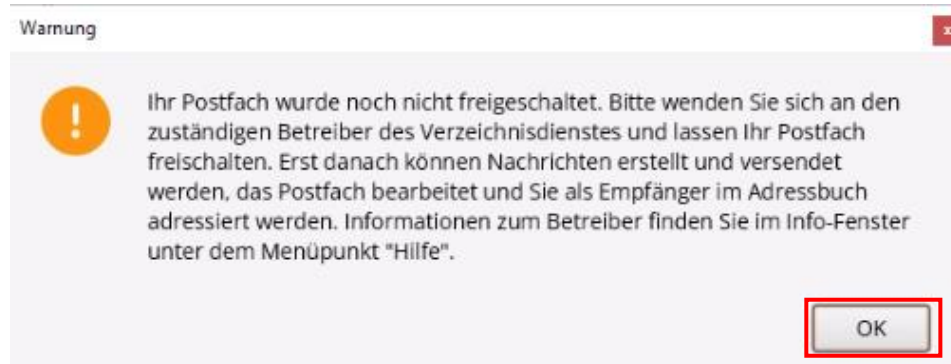 Warnung
x
Ihr Postfach wurde noch nicht freigeschaltet. Bitte wenden Sie sich an den
zuständigen Betreiber des Verzeichnisdienstes und lassen Ihr Postfach
freischalten. Erst danach können Nachrichten erstellt und versendet
werden, das Postfach bearbeitet und Sie als Empfänger im Adressbuch
adressiert werden. Informationen zum Betreiber finden Sie im Info-Fenster
unter dem Menüpunkt "Hilfe".
OK